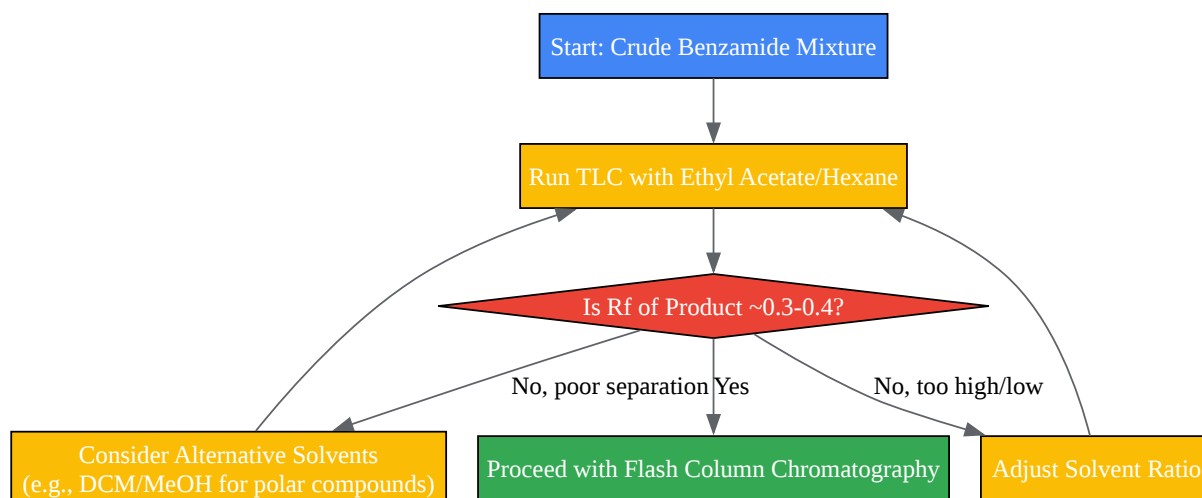 Start: Crude Benzamide Mixture
Run TLC with Ethyl Acetate/Hexane
Is Rf of Product ~0.3-0.4?
No, poor separation
Yes
No, too high/low
Consider Alternative Solvents
(e.g., DCM/MeOH for polar compounds)
Proceed with Flash Column Chromatography
Adjust Solvent Ratio